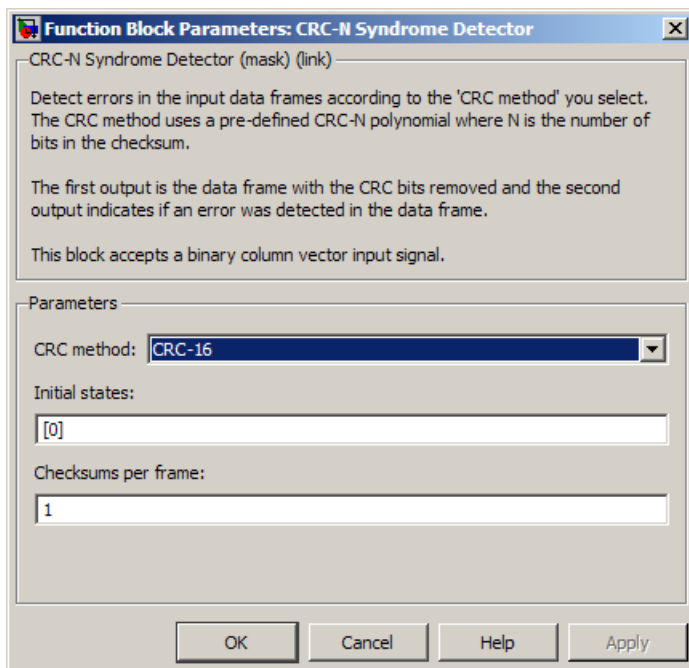 Function Block Parameters: CRC-N Syndrome Detector
CRC-N Syndrome Detector (mask) (link)
Detect errors in the input data frames according to the 'CRC method' you select.
The CRC method uses a pre-defined CRC-N polynomial where N is the number of
bits in the checksum.
The first output is the data frame with the CRC bits removed and the second
output indicates if an error was detected in the data frame.
This block accepts a binary column vector input signal.
Parameters
CRC method: CRC-16
Initial states:
[0]
Checksums per frame:
1
OK Cancel Help Apply